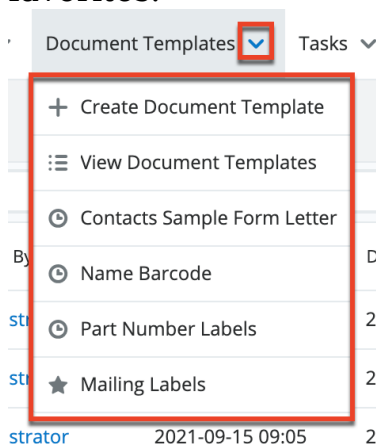 Document Templates Tasks
Create Document Template
View Document Templates
Contacts Sample Form Letter
Name Barcode
Part Number Labels
Mailing Labels
strator 2021-09-15 09:05 2